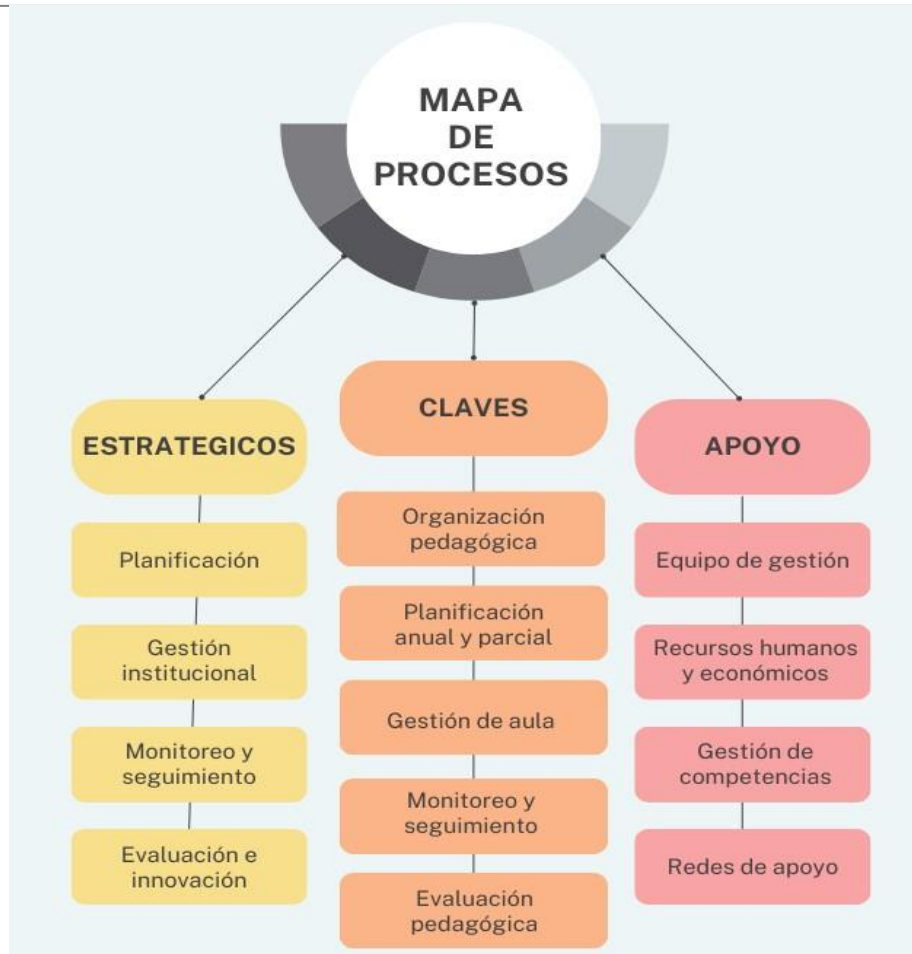 MAPA
DE
PROCESOS
ESTRATEGICOS
Planificación
Gestión
institucional
Monitoreo y
seguimiento
Evaluación e
innovación
CLAVES
Organización
pedagógica
Planificación
anual y parcial
Gestión de aula
Monitoreo y
seguimiento
Evaluación
pedagógica
APOYO
Equipo de gestión
Recursos humanos
y económicos
Gestión de
competencias
Redes de apoyo